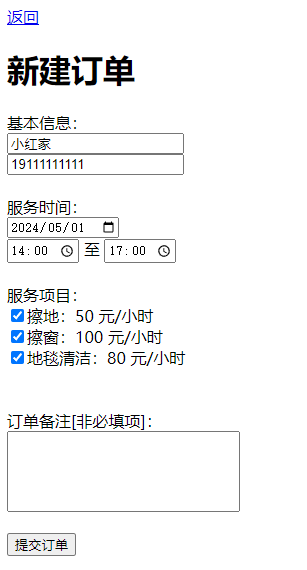 返回
新建订单
基本信息：
小红家
19111111111
服务时间：
2024/05/01
14:00 至 17:00
服务项目：
擦地：50 元/小时
擦窗：100 元/小时
地毯清洁：80 元/小时
订单备注[非必填项]：
提交订单